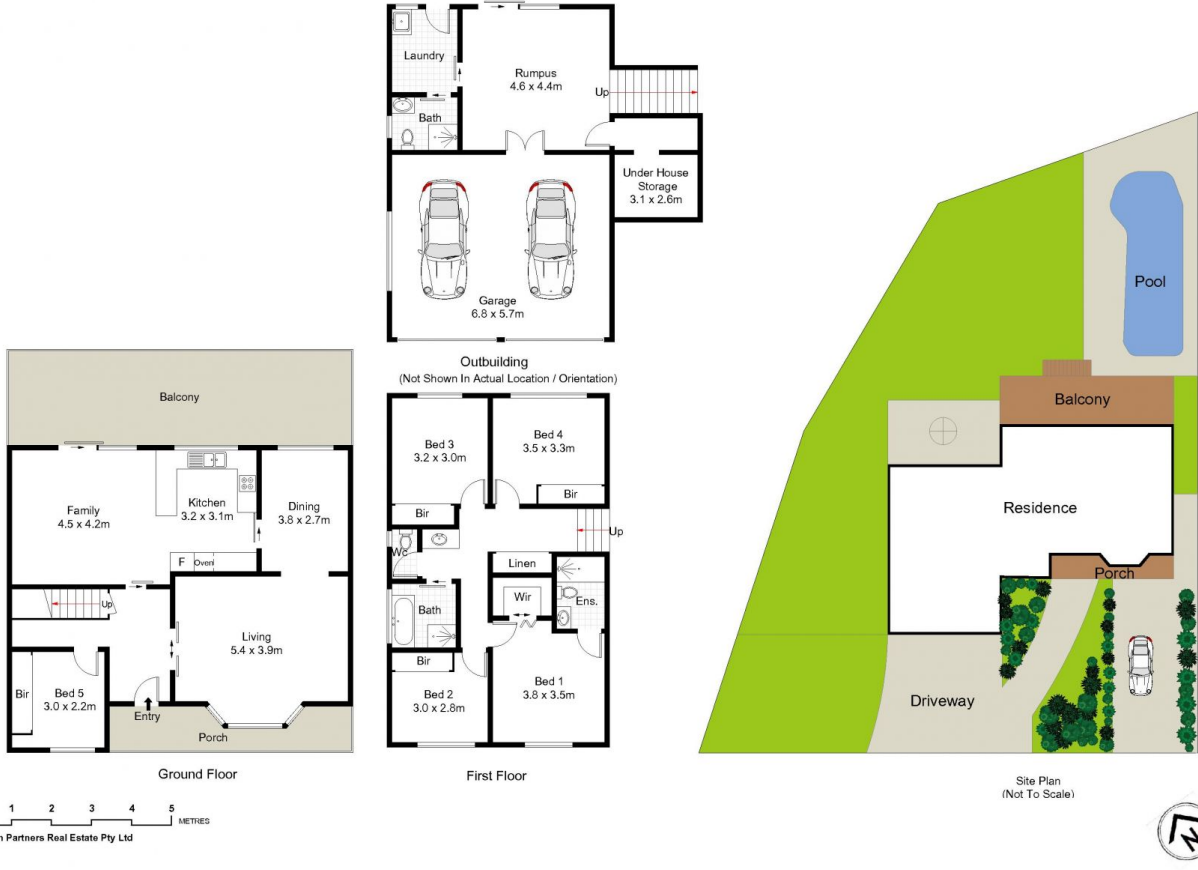 Laundry
Rumpus
4.6 x 4.4m
Up
Bath
Under House
Storage
3.1 x 2.6m
Garage
6.8 x 5.7m
Outbuilding
(Not Shown In Actual Location / Orientation)
Balcony
Family
4.5 x 4.2m
Kitchen
3.2 x 3.1m
Dining
3.8 x 2.7m
F
Oven
Up
Living
5.4 x 3.9m
Bir
Bed 5
3.0 x 2.2m
Entry
Porch
Ground Floor
Bed 3
3.2 x 3.0m
Bed 4
3.5 x 3.3m
Bir
Bir
Up
Wc
Linen
Wir
Ens.
Bath
Bir
Bed 2
3.0 x 2.8m
Bed 1
3.8 x 3.5m
First Floor
Pool
Balcony
Residence
Porch
Driveway
Site Plan
(Not To Scale)
1 2 3 4 5
METRES
n Partners Real Estate Pty Ltd
N